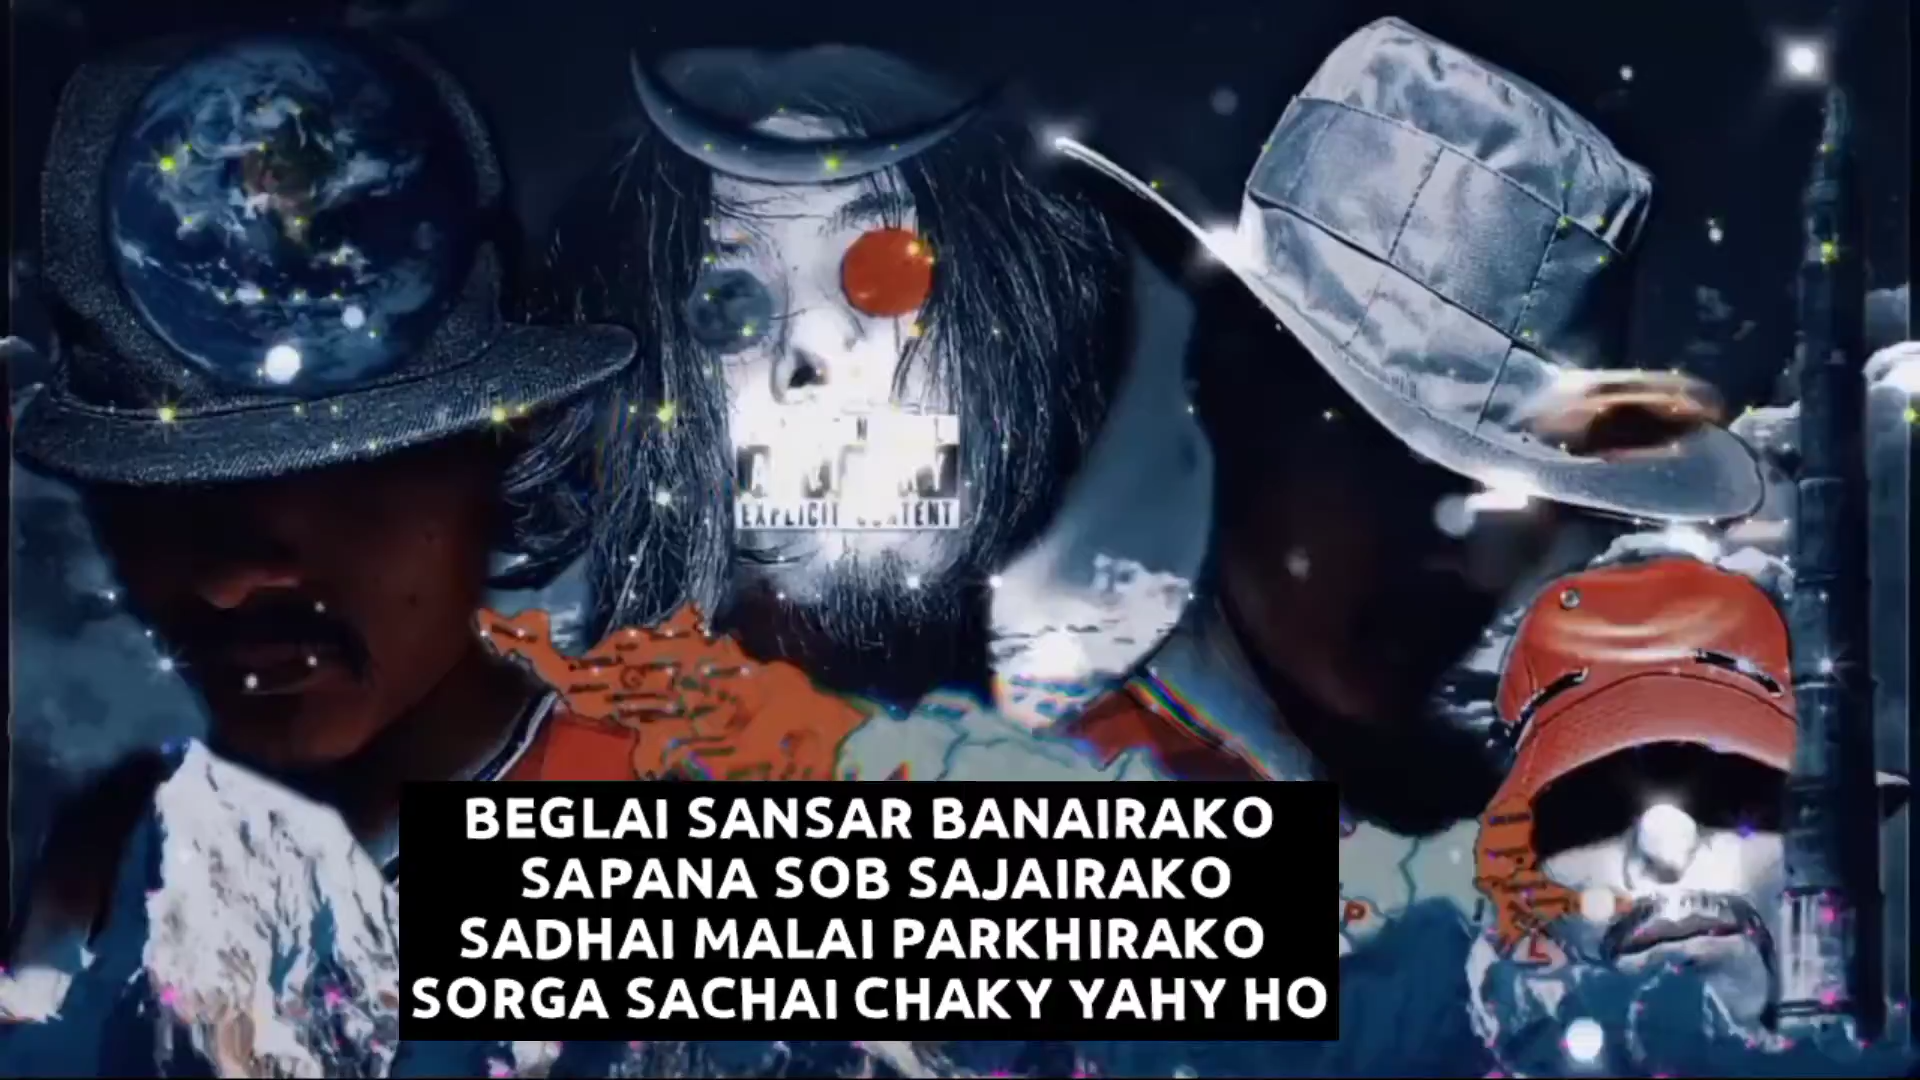 EXPLICIT CONTENT
BEGLAI SANSAR BANAIRAKO
SAPANA SOB SAJAIRAKO
SADHAI MALAI PARKHIRAKO
SORGA SACHAI CHAKY YAHY HO